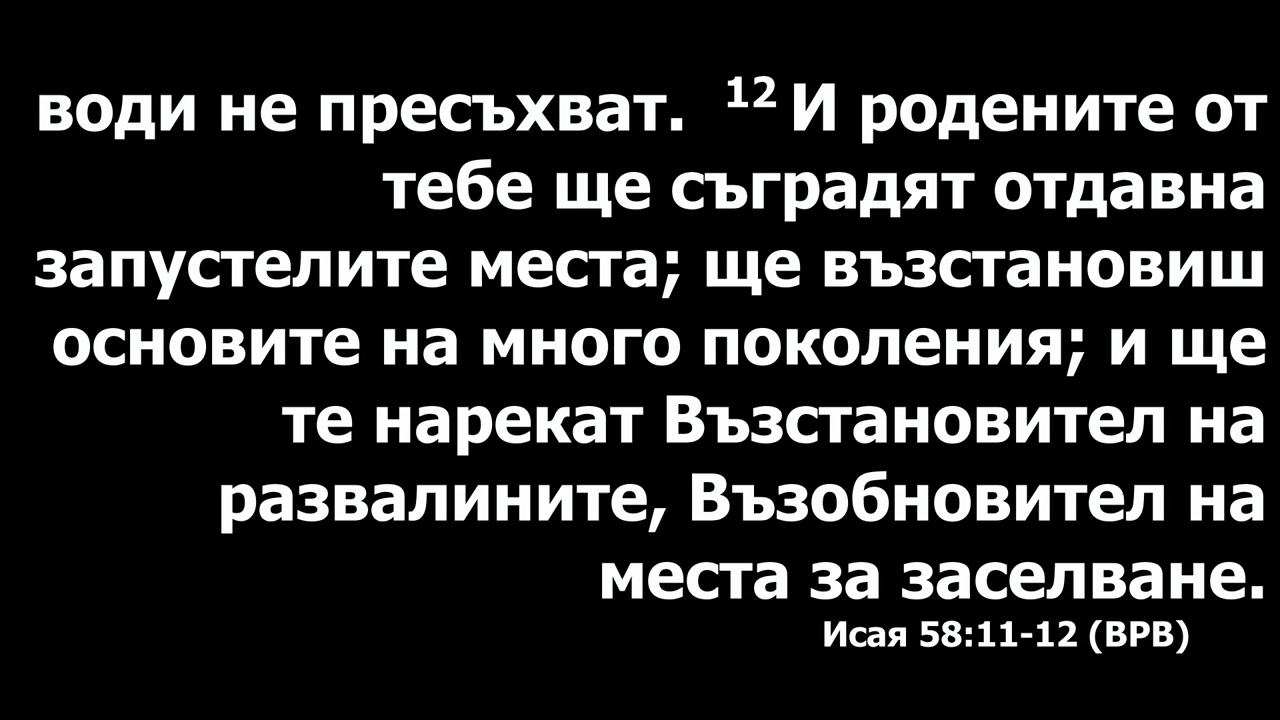 води не пресъхват. 12 И родените от
тебе ще съградят отдавна
запустелите места; ще възстановиш
основите на много поколения; и ще
те нарекат Възстановител на
развалините, Възобновител на
места за заселване.
Исая 58:11-12 (ВРВ)